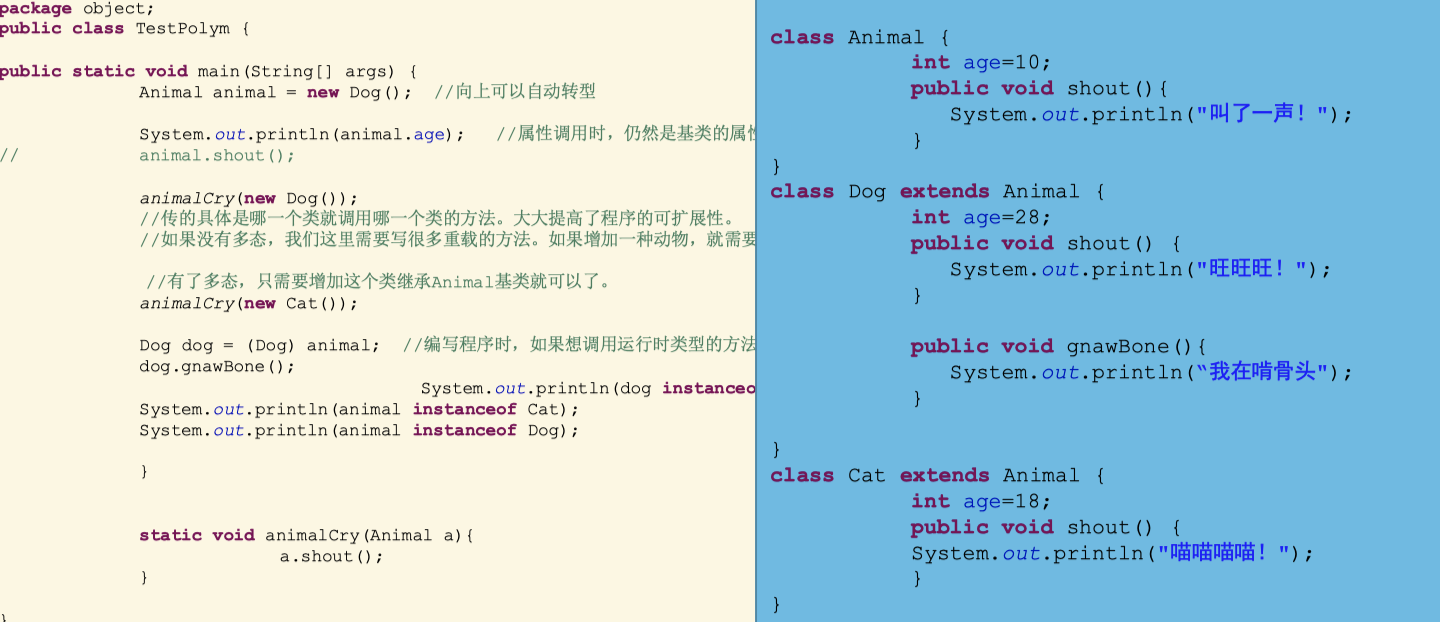 package object;
public class TestPolym {
public static void main(String[] args) {
Animal animal = new Dog();  //向上可以自动转型
System.out.println(animal.age);   //属性调用时，仍然是基类的属性
//            animal.shout();
animalCry(new Dog());
//传的具体是哪一个类就调用哪一个类的方法。大大提高了程序的可扩展性。
//如果没有多态，我们这里需要写很多重载的方法。如果增加一种动物，就需要
//有了多态，只需要增加这个类继承Animal基类就可以了。
animalCry(new Cat());
Dog dog = (Dog) animal;  //编写程序时，如果想调用运行时类型的方法
dog.gnawBone();
System.out.println(dog instanceo
System.out.println(animal instanceof Cat);
System.out.println(animal instanceof Dog);
}
static void animalCry(Animal a){
a.shout();
}
}
class Animal {
int age=10;
public void shout(){
System.out.println("叫了一声！");
}
}
class Dog extends Animal {
int age=28;
public void shout() {
System.out.println("旺旺旺！");
}
public void gnawBone(){
System.out.println(“我在啃骨头");
}
}
class Cat extends Animal {
int age=18;
public void shout() {
System.out.println("喵喵喵喵！");
}
}